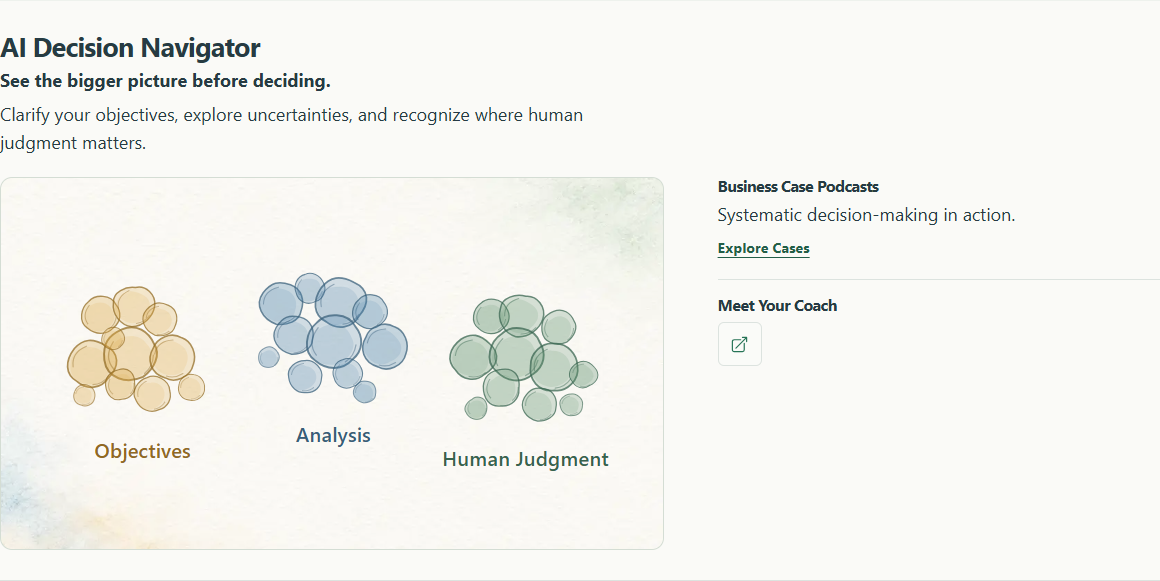 AI Decision Navigator
See the bigger picture before deciding.
Clarify your objectives, explore uncertainties, and recognize where human
judgment matters.
Objectives
Analysis
Human Judgment
Business Case Podcasts
Systematic decision-making in action.
Explore Cases
Meet Your Coach